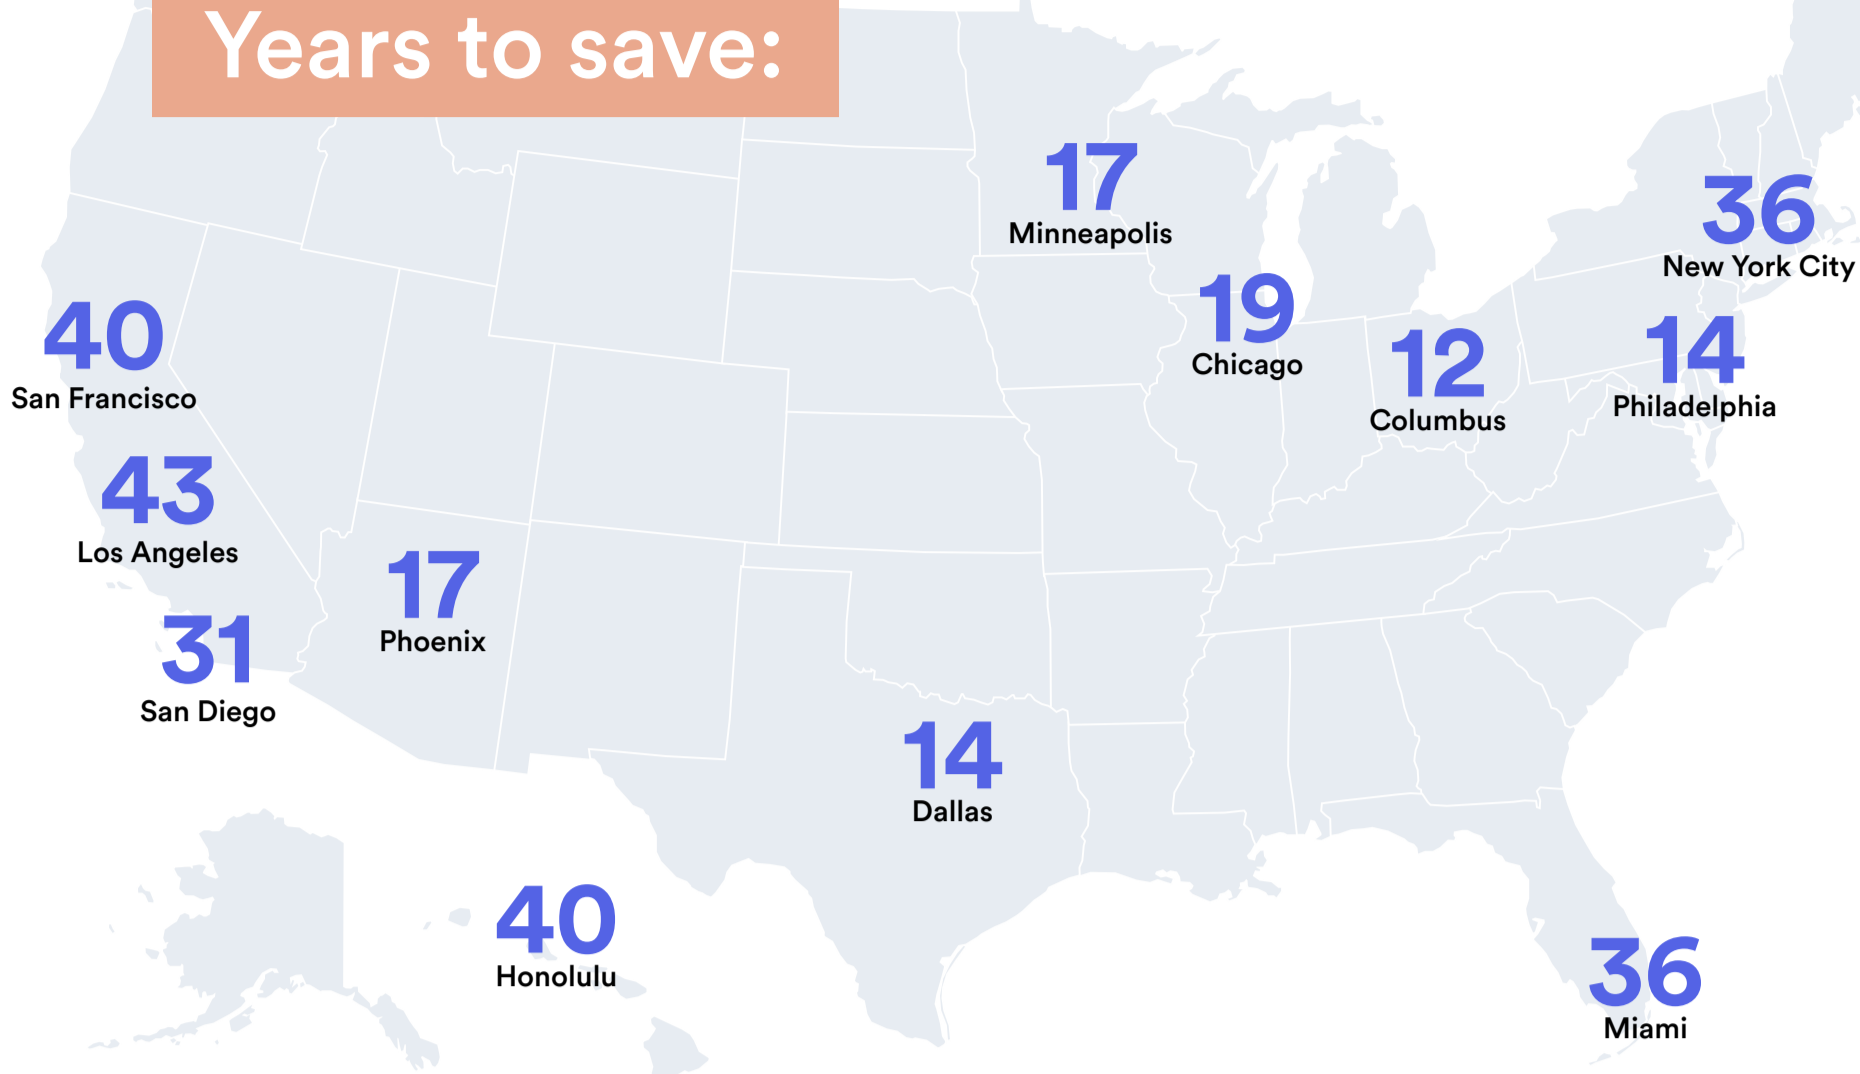 Years to save:
17
Minneapolis
36
New York City
19
Chicago
40
San Francisco
12
Columbus
14
Philadelphia
43
Los Angeles
17
Phoenix
31
San Diego
14
Dallas
40
Honolulu
36
Miami